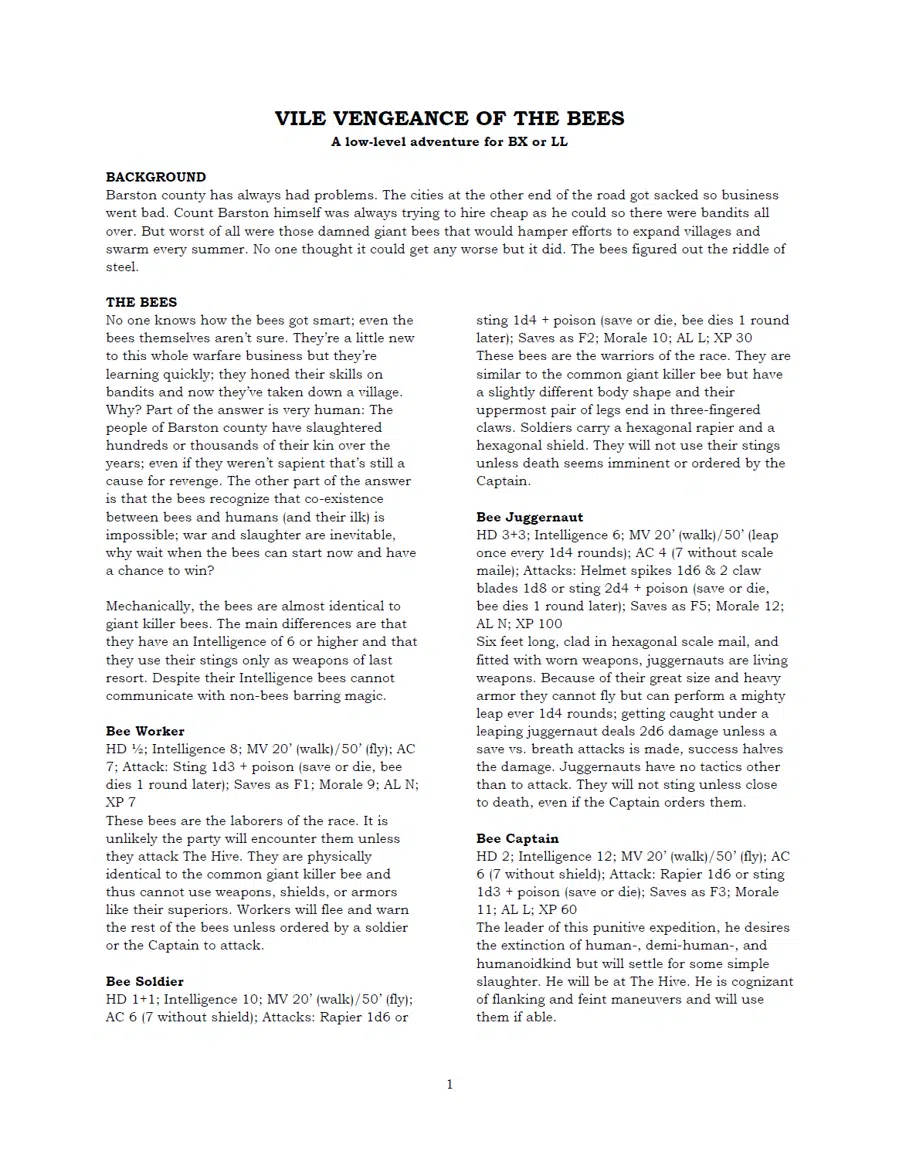 VILE VENGEANCE OF THE BEES
A low-level adventure for BX or LL
BACKGROUND
Barston county has always had problems. The cities at the other end of the road got sacked so business
went bad. Count Barston himself was always trying to hire cheap as he could so there were bandits all
over. But worst of all were those damned giant bees that would hamper efforts to expand villages and
swarm every summer. No one thought it could get any worse but it did. The bees figured out the riddle of
steel.
THE BEES
No one knows how the bees got smart; even the
bees themselves aren't sure. They're a little new
to this whole warfare business but they're
learning quickly; they honed their skills on
bandits and now they've taken down a village.
Why? Part of the answer is very human: The
people of Barston county have slaughtered
hundreds or thousands of their kin over the
years; even if they weren't sapient that's still a
cause for revenge. The other part of the answer
is that the bees recognize that co-existence
between bees and humans (and their ilk) is
impossible; war and slaughter are inevitable,
why wait when the bees can start now and have
a chance to win?
Mechanically, the bees are almost identical to
giant killer bees. The main differences are that
they have an Intelligence of 6 or higher and that
they use their stings only as weapons of last
resort. Despite their Intelligence bees cannot
communicate with non-bees barring magic.
Bee Worker
HD ½; Intelligence 8; MV 20' (walk)/50' (fly); AC
7; Attack: Sting 1d3 + poison (save or die, bee
dies 1 round later); Saves as F1; Morale 9; AL N;
XP 7
These bees are the laborers of the race. It is
unlikely the party will encounter them unless
they attack The Hive. They are physically
identical to the common giant killer bee and
thus cannot use weapons, shields, or armors
like their superiors. Workers will flee and warn
the rest of the bees unless ordered by a soldier
or the Captain to attack.
Bee Soldier
HD 1+1; Intelligence 10; MV 20' (walk)/50' (fly);
AC 6 (7 without shield); Attacks: Rapier 1d6 or
sting 1d4 + poison (save or die, bee dies 1 round
later); Saves as F2; Morale 10; AL L; XP 30
These bees are the warriors of the race. They are
similar to the common giant killer bee but have
a slightly different body shape and their
uppermost pair of legs end in three-fingered
claws. Soldiers carry a hexagonal rapier and a
hexagonal shield. They will not use their stings
unless death seems imminent or ordered by the
Captain.
Bee Juggernaut
HD 3+3; Intelligence 6; MV 20' (walk)/50' (leap
once every 1d4 rounds); AC 4 (7 without scale
maile); Attacks: Helmet spikes 1d6 & 2 claw
blades 1d8 or sting 2d4 + poison (save or die,
bee dies 1 round later); Saves as F5; Morale 12;
AL N; XP 100
Six feet long, clad in hexagonal scale mail, and
fitted with worn weapons, juggernauts are living
weapons. Because of their great size and heavy
armor they cannot fly but can perform a mighty
leap ever 1d4 rounds; getting caught under a
leaping juggernaut deals 2d6 damage unless a
save vs. breath attacks is made, success halves
the damage. Juggernauts have no tactics other
than to attack. They will not sting unless close
to death, even if the Captain orders them.
Bee Captain
HD 2; Intelligence 12; MV 20' (walk)/50' (fly); AC
6 (7 without shield); Attack: Rapier 1d6 or sting
1d3 + poison (save or die); Saves as F3; Morale
11; AL L; XP 60
The leader of this punitive expedition, he desires
the extinction of human-, demi-human-, and
humanoidkind but will settle for some simple
slaughter. He will be at The Hive. He is cognizant
of flanking and feint maneuvers and will use
them if able.
1